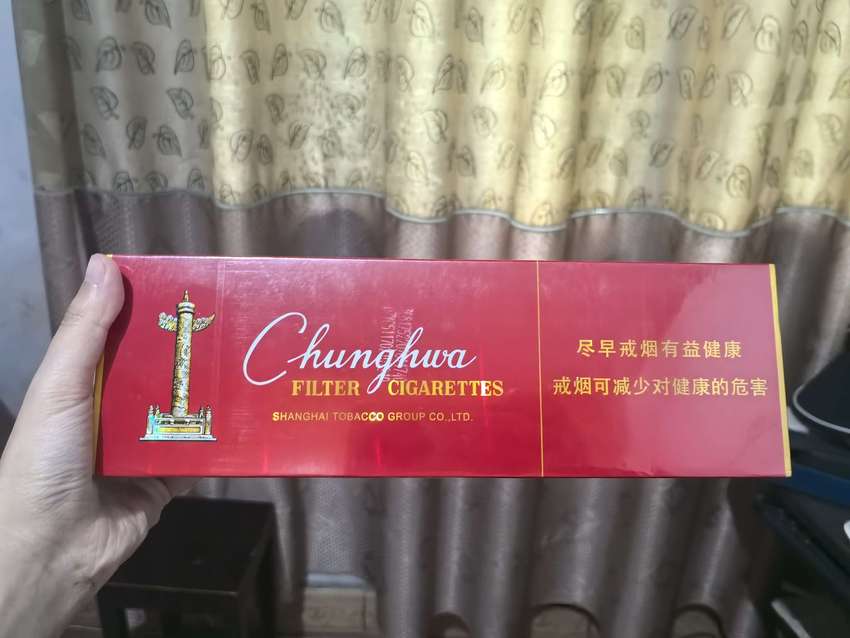 Chunghwa
FILTER CIGARETTES
SHANGHAI TOBACCO GROUP CO.,LTD.
尽早戒烟有益健康
戒烟可减少对健康的危害